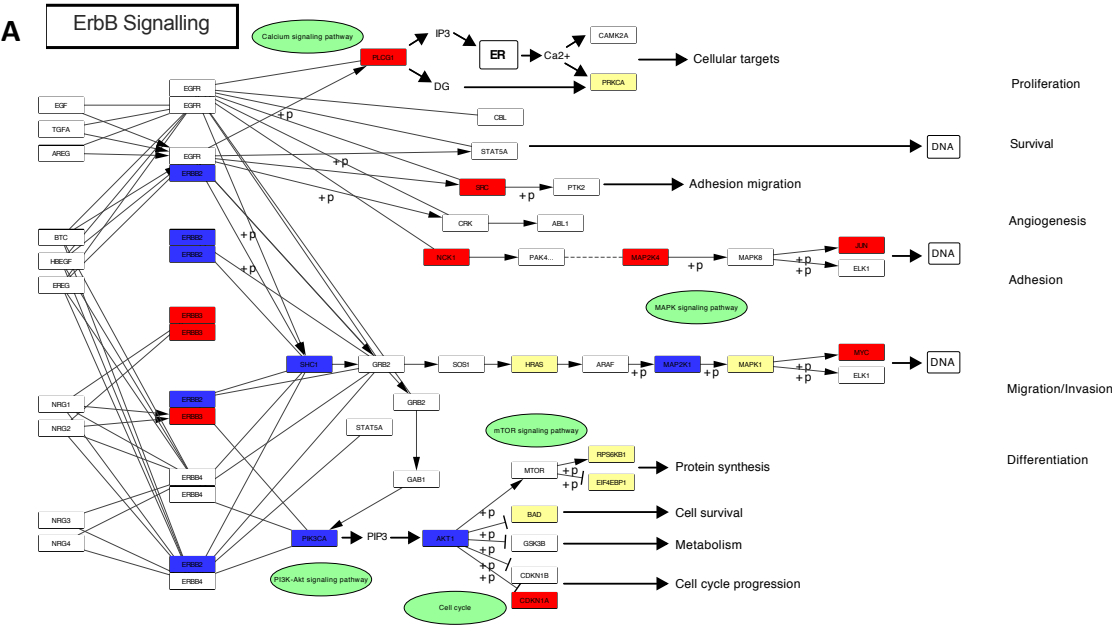 A
ErbB Signalling
Calcium signaling pathway
PLCG1
IP3
ER
Ca2+
CAMK2A
PRKCA
DG
Cellular targets
Proliferation
EGFR
EGFR
EGF
TGFA
AREG
+p
CBL
EGFR
ERBB2
STAT5A
DNA
Survival
+p
SRC
+p
PTK2
Adhesion migration
+p
CRK
ABL1
Angiogenesis
BTC
HBEGF
EREG
ERBB2
ERBB2
+p
+p
NCK1
PAK4...
MAP2K4
+p
MAPK8
+p
+p
JUN
ELK1
DNA
Adhesion
MAPK signaling pathway
ERBB3
ERBB3
SHC1
GRB2
SOS1
HRAS
ARAF
+p
MAP2K1
+p
MAPK1
+p
+p
MYC
ELK1
DNA
Migration/Invasion
NRG1
NRG2
ERBB2
ERBB3
GRB2
STAT5A
mTOR signaling pathway
MTOR
+p
+p
RPS6KB1
EIF4EBP1
Protein synthesis
Differentiation
ERBB4
ERBB4
GAB1
NRG3
NRG4
PIK3CA
PIP3
AKT1
+p
+p
+p
+p
+p
BAD
Cell survival
GSK3B
Metabolism
CDKN1B
Cell cycle progression
CDKN1A
ERBB2
ERBB4
PI3K-Akt signaling pathway
Cell cycle